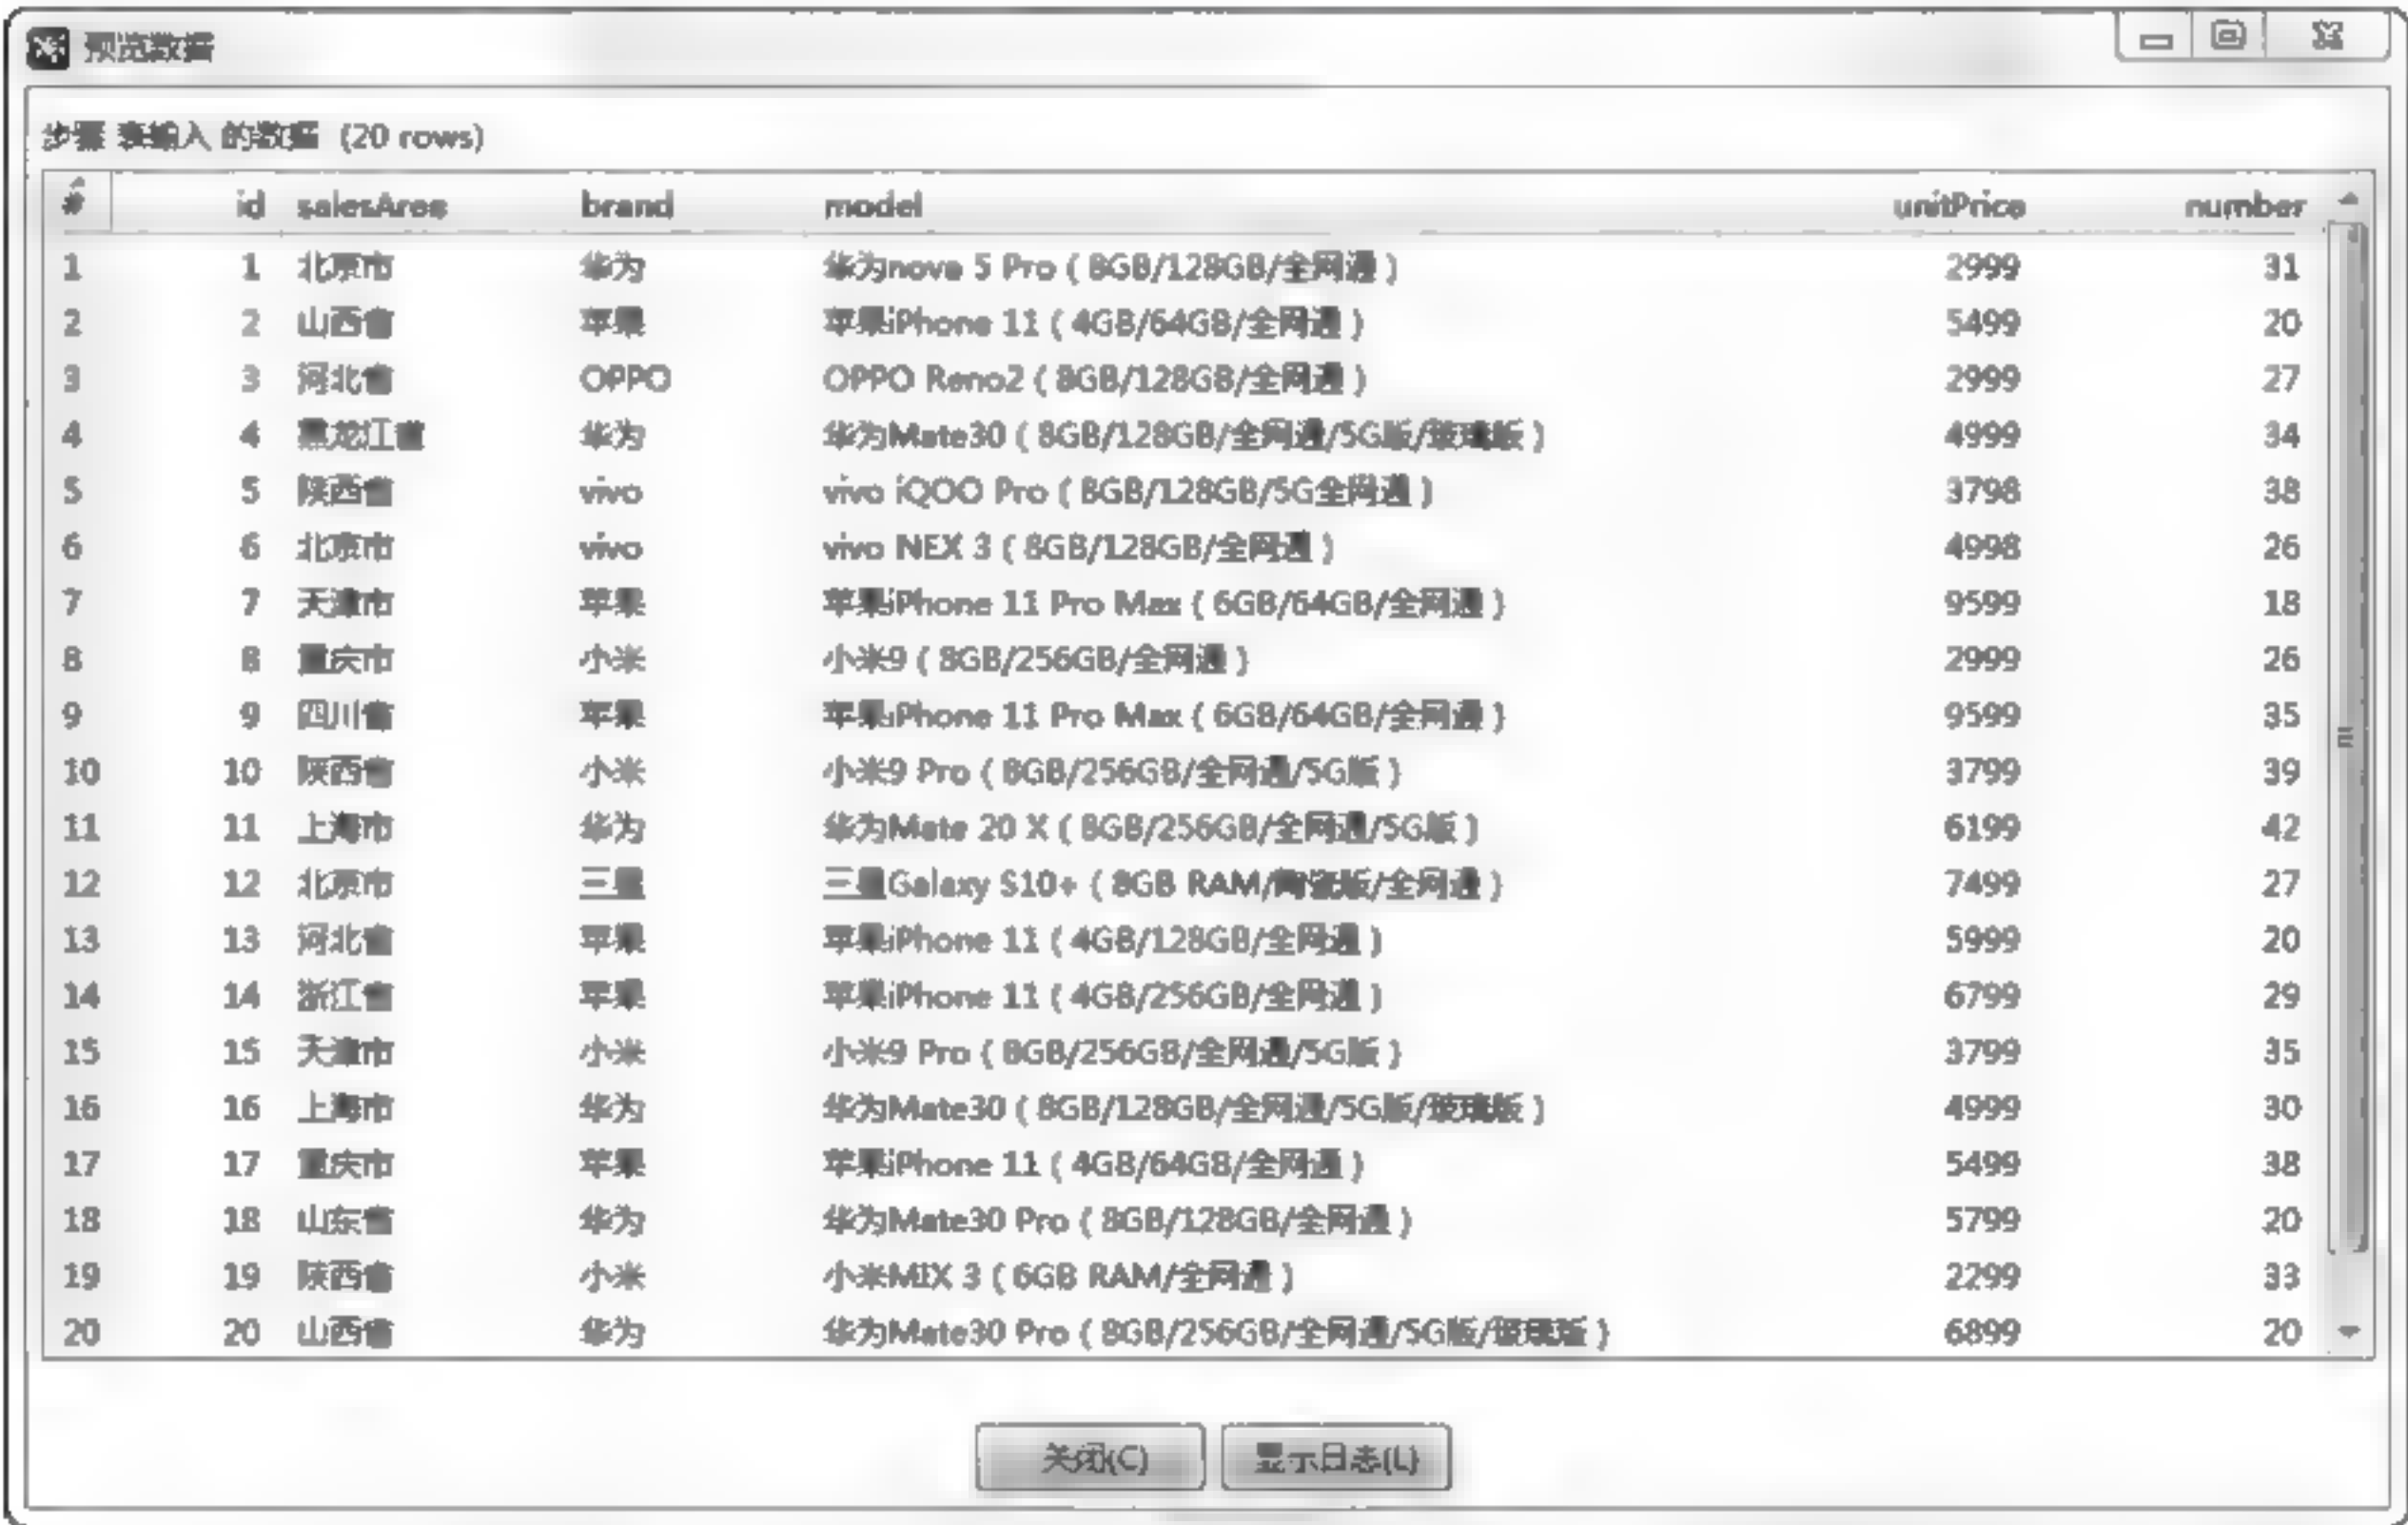 预览数据
步骤 表输入 的数据 (20 rows)
# id salesArea brand model unitPrice number
1 1 北京市 华为 华为nova 5 Pro ( 8GB/128GB/全网通 ) 2999 31
2 2 山西省 苹果 苹果iPhone 11 ( 4GB/64GB/全网通 ) 5499 20
3 3 河北省 OPPO OPPO Reno2 ( 8GB/128GB/全网通 ) 2999 27
4 4 黑龙江省 华为 华为Mate30 ( 8GB/128GB/全网通/5G版/玻璃版 ) 4999 34
5 5 陕西省 vivo vivo iQOO Pro ( 8GB/128GB/5G全网通 ) 3798 38
6 6 北京市 vivo vivo NEX 3 ( 8GB/128GB/全网通 ) 4998 26
7 7 天津市 苹果 苹果iPhone 11 Pro Max ( 6GB/64GB/全网通 ) 9599 18
8 8 重庆市 小米 小米9 ( 8GB/256GB/全网通 ) 2999 26
9 9 四川省 苹果 苹果iPhone 11 Pro Max ( 6GB/64GB/全网通 ) 9599 35
10 10 陕西省 小米 小米9 Pro ( 8GB/256GB/全网通/5G版 ) 3799 39
11 11 上海市 华为 华为Mate 20 X ( 8GB/256GB/全网通/5G版 ) 6199 42
12 12 北京市 三星 三星Galaxy S10+ ( 8GB RAM/陶瓷版/全网通 ) 7499 27
13 13 河北省 苹果 苹果iPhone 11 ( 4GB/128GB/全网通 ) 5999 20
14 14 浙江省 苹果 苹果iPhone 11 ( 4GB/256GB/全网通 ) 6799 29
15 15 天津市 小米 小米9 Pro ( 8GB/256GB/全网通/5G版 ) 3799 35
16 16 上海市 华为 华为Mate30 ( 8GB/128GB/全网通/5G版/玻璃版 ) 4999 30
17 17 重庆市 苹果 苹果iPhone 11 ( 4GB/64GB/全网通 ) 5499 38
18 18 山东省 华为 华为Mate30 Pro ( 8GB/128GB/全网通 ) 5799 20
19 19 陕西省 小米 小米MIX 3 ( 6GB RAM/全网通 ) 2299 33
20 20 山西省 华为 华为Mate30 Pro ( 8GB/256GB/全网通/5G版/玻璃版 ) 6899 20
关闭(C) 显示日志(L)